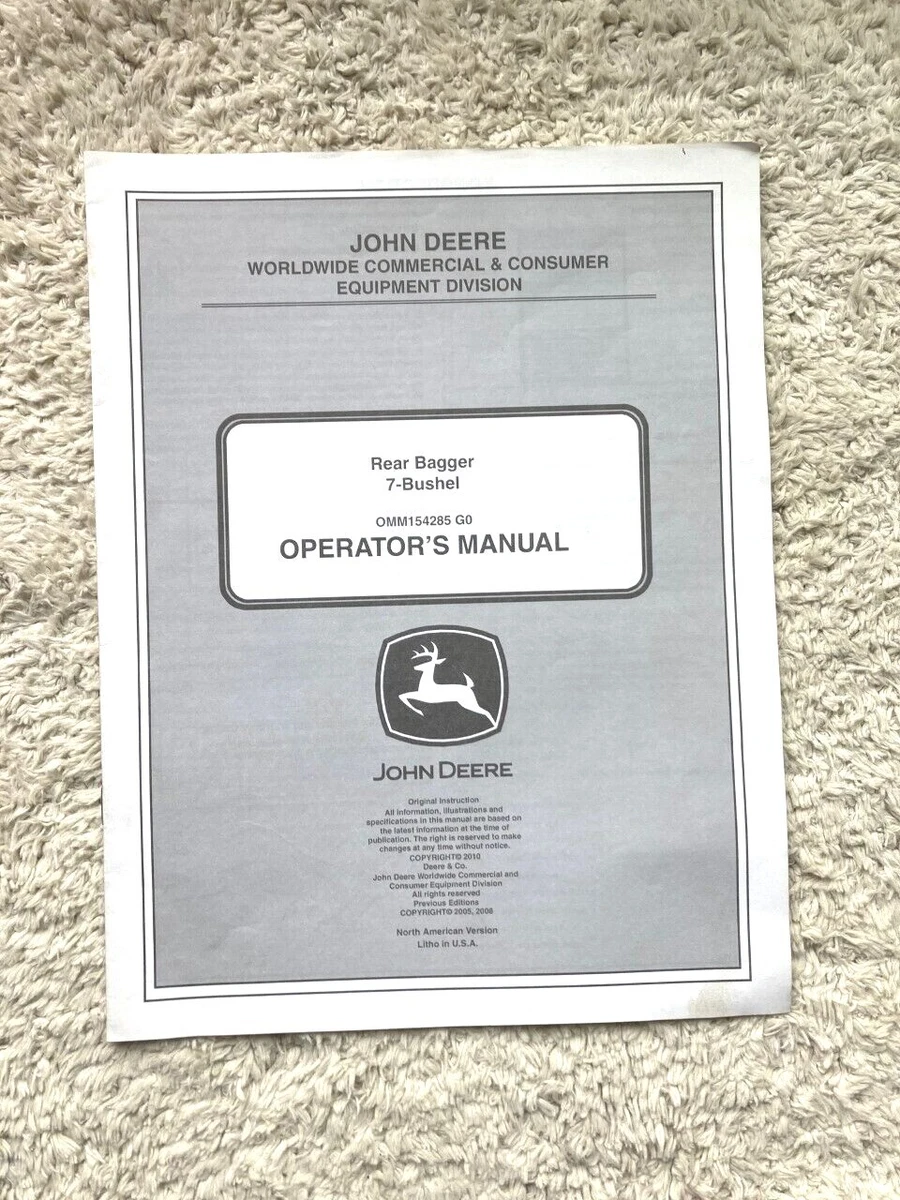 JOHN DEERE
WORLDWIDE COMMERCIAL & CONSUMER
EQUIPMENT DIVISION
Rear Bagger
7-Bushel
OMM154285 G0
OPERATOR'S MANUAL
JOHN DEERE
Original Instruction
All information, illustrations and
specifications in this manual are based on
the latest information at the time of
publication. The right is reserved to make
changes at any time without notice.
COPYRIGHT© 2010
Deere & Co.
John Deere Worldwide Commercial and
Consumer Equipment Division
All rights reserved
Previous Editions
COPYRIGHT© 2005, 2006
North American Version
Litho in U.S.A.